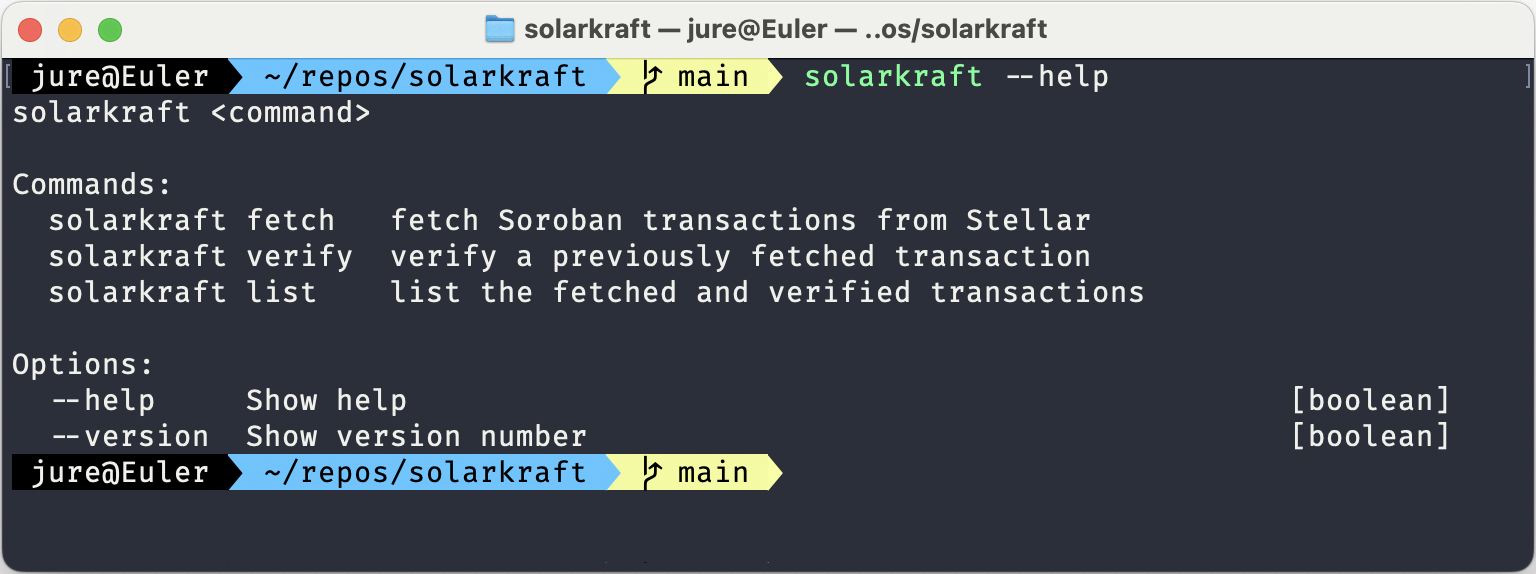 solarkraft — jure@Euler — ..os/solarkraft
jure@Euler ~/repos/solarkraft main solarkraft --help
solarkraft <command>
Commands:
solarkraft fetch fetch Soroban transactions from Stellar
solarkraft verify verify a previously fetched transaction
solarkraft list list the fetched and verified transactions
Options:
--help Show help [boolean]
--version Show version number [boolean]
jure@Euler ~/repos/solarkraft main